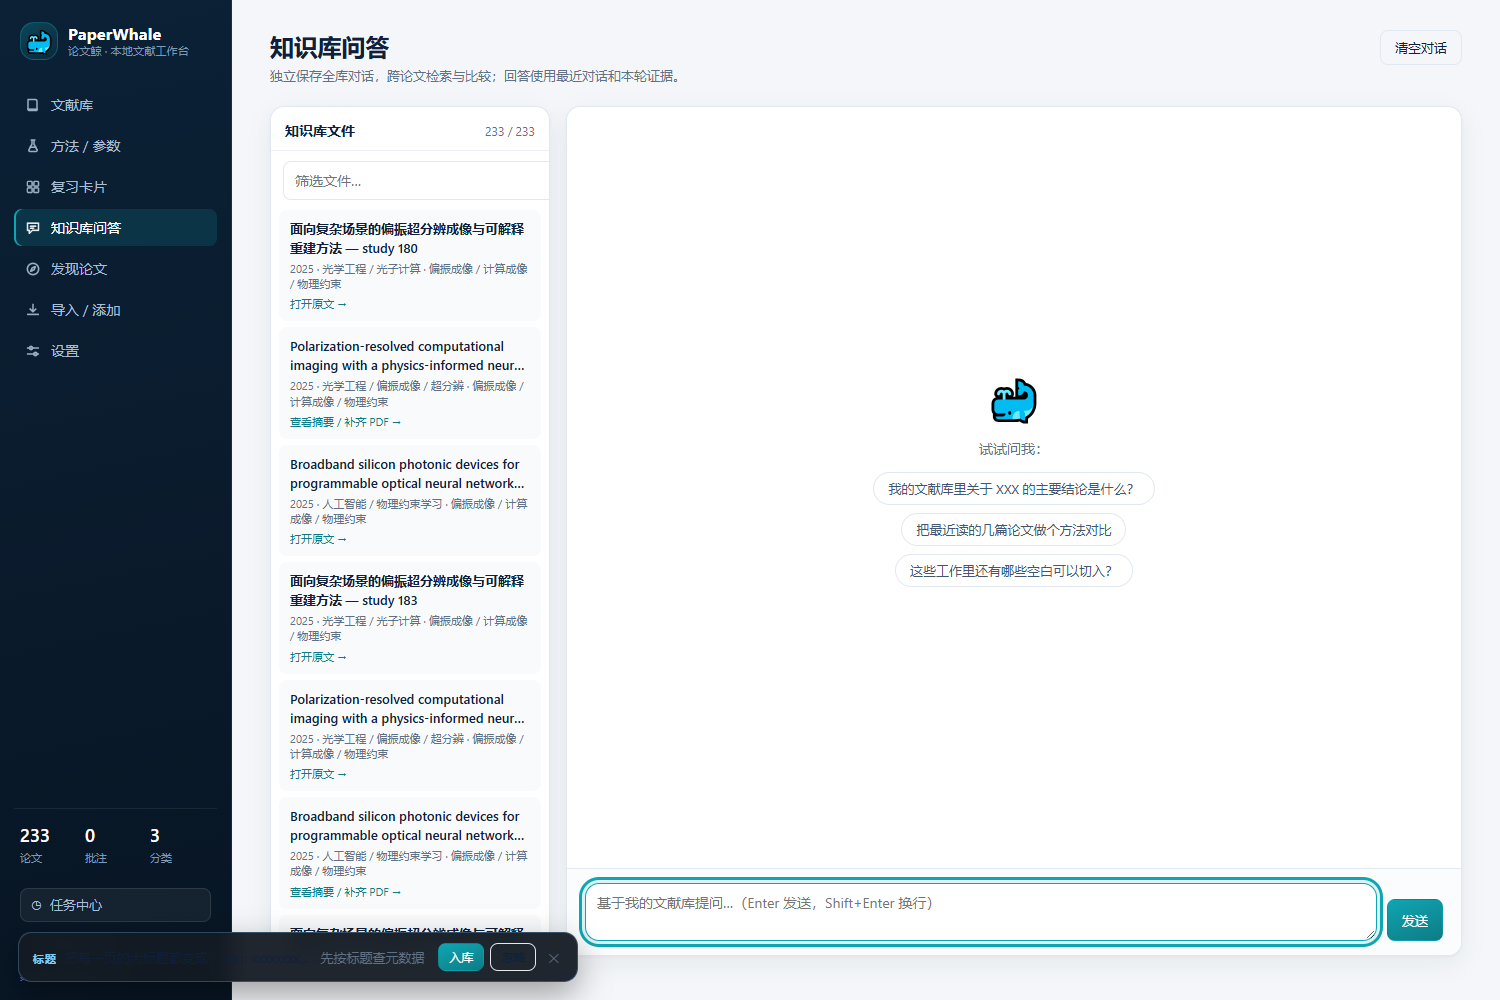 PaperWhale
论文鲸 · 本地文献工作台
文献库
方法 / 参数
复习卡片
知识库问答
发现论文
导入 / 添加
设置
233
0
3
论文
批注
分类
任务中心
知识库问答
独立保存全库对话，跨论文检索与比较；回答使用最近对话和本轮证据。
清空对话
知识库文件
233 / 233
筛选文件...
面向复杂场景的偏振超分辨成像与可解释
重建方法 — study 180
2025 · 光学工程 / 光子计算 · 偏振成像 / 计算成像
/ 物理约束
打开原文 →
Polarization-resolved computational
imaging with a physics-informed neur...
2025 · 光学工程 / 偏振成像 / 超分辨 · 偏振成像 /
计算成像 / 物理约束
查看摘要 / 补齐 PDF →
Broadband silicon photonic devices for
programmable optical neural network...
2025 · 人工智能 / 物理约束学习 · 偏振成像 / 计算
成像 / 物理约束
打开原文 →
面向复杂场景的偏振超分辨成像与可解释
重建方法 — study 183
2025 · 光学工程 / 光子计算 · 偏振成像 / 计算成像
/ 物理约束
打开原文 →
Polarization-resolved computational
imaging with a physics-informed neur...
2025 · 光学工程 / 偏振成像 / 超分辨 · 偏振成像 /
计算成像 / 物理约束
打开原文 →
Broadband silicon photonic devices for
programmable optical neural network...
2025 · 人工智能 / 物理约束学习 · 偏振成像 / 计算
成像 / 物理约束
查看摘要 / 补齐 PDF →
试试问我：
我的文献库里关于 XXX 的主要结论是什么？
把最近读的几篇论文做个方法对比
这些工作里还有哪些空白可以切入？
基于我的文献库提问...（Enter 发送，Shift+Enter 换行）
发送
标题
先按标题查元数据
入库